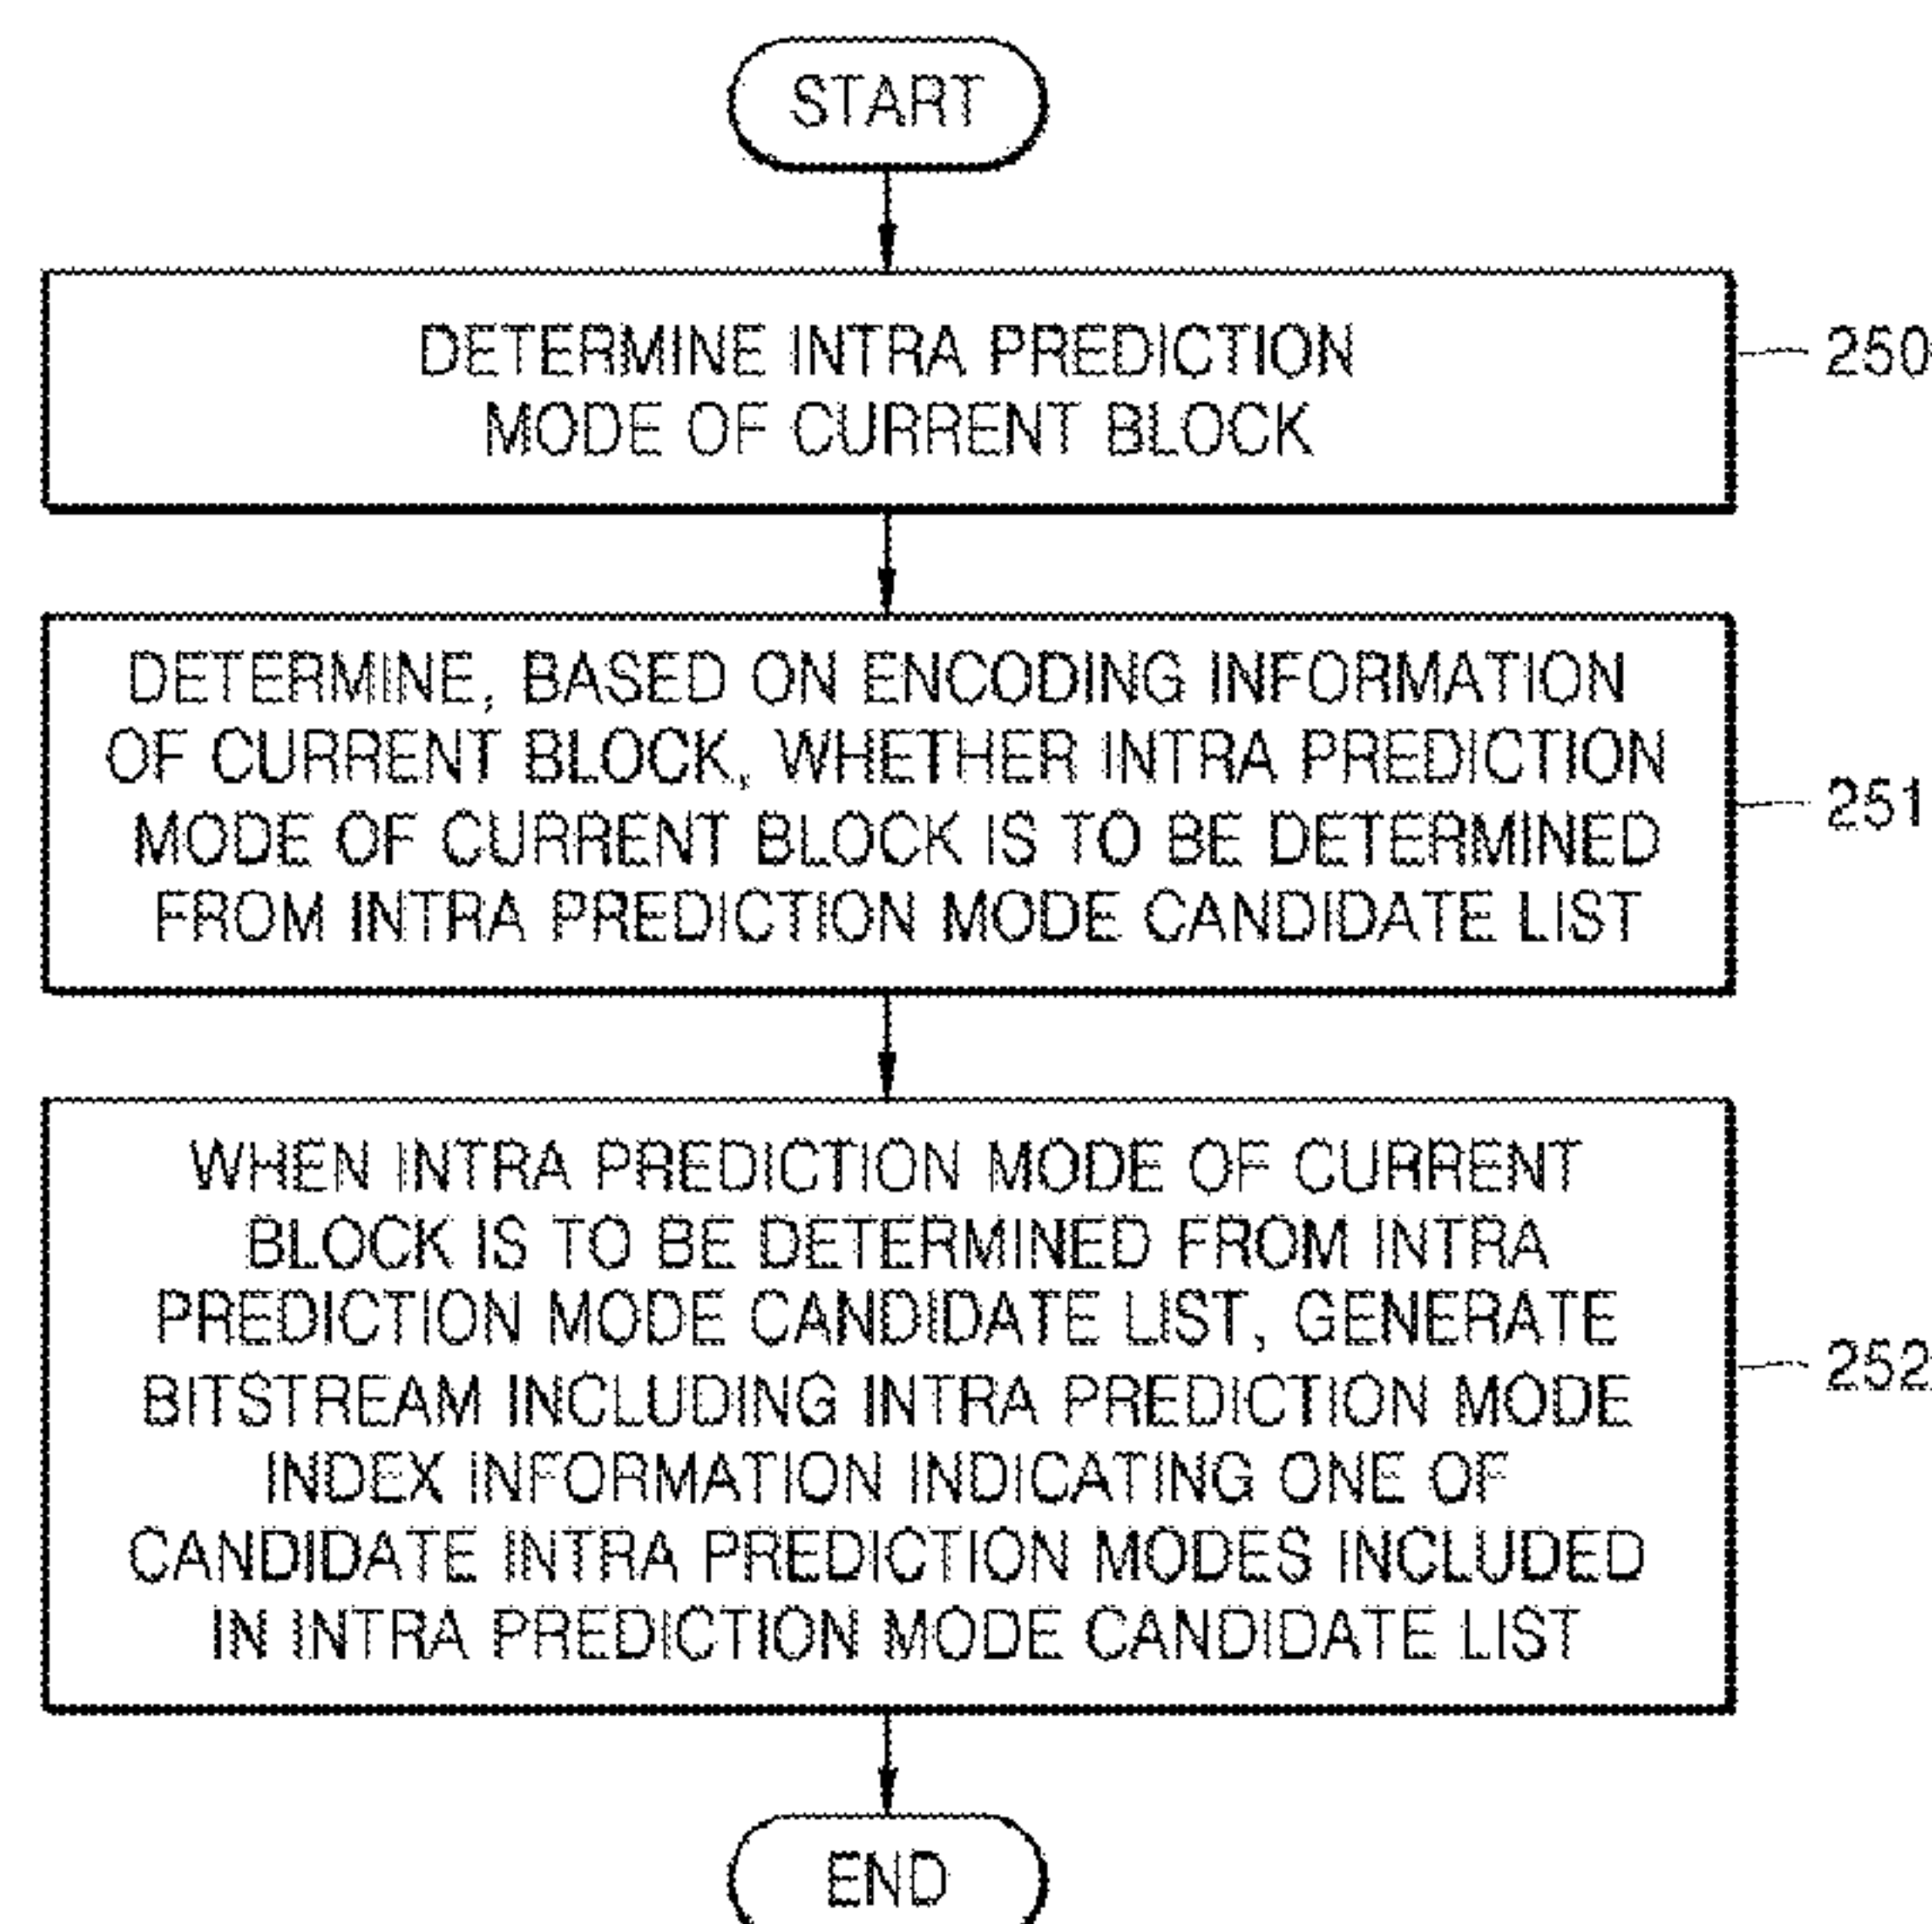 START
DETERMINE INTRA PREDICTION
MODE OF CURRENT BLOCK
250
DETERMINE, BASED ON ENCODING INFORMATION
OF CURRENT BLOCK, WHETHER INTRA PREDICTION
MODE OF CURRENT BLOCK IS TO BE DETERMINED
FROM INTRA PREDICTION MODE CANDIDATE LIST
251
WHEN INTRA PREDICTION MODE OF CURRENT
BLOCK IS TO BE DETERMINED FROM INTRA
PREDICTION MODE CANDIDATE LIST, GENERATE
BITSTREAM INCLUDING INTRA PREDICTION MODE
INDEX INFORMATION INDICATING ONE OF
CANDIDATE INTRA PREDICTION MODES INCLUDED
IN INTRA PREDICTION MODE CANDIDATE LIST
252
END